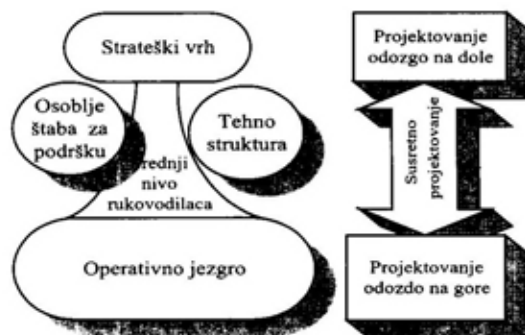 Strateški vrh
Osoblje
štaba za
podršku
Tehno
struktura
rednji
nivo
rukovodilaca
Operativno jezgro
Projektovanje
odozgo na dole
Susretno
projektovanje
Projektovanje
odozdo na gore